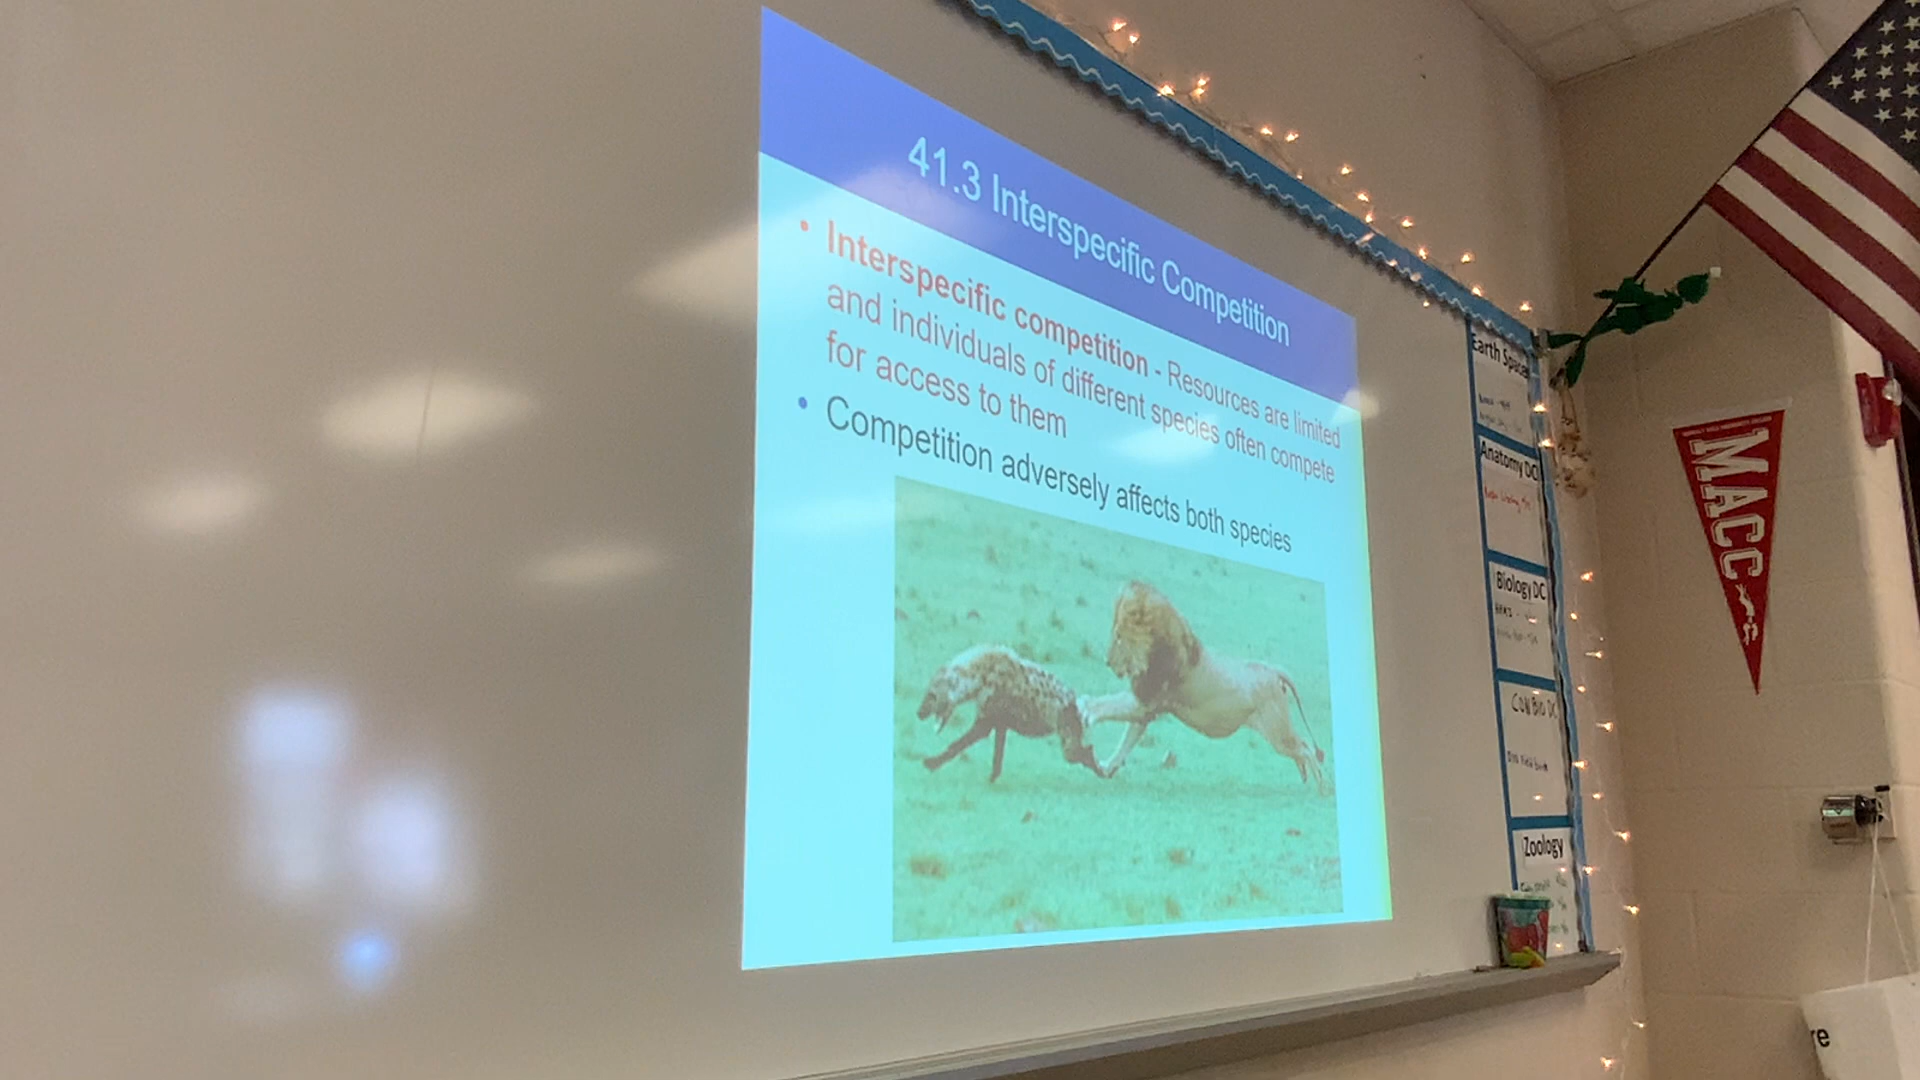 41.3 Interspecific Competition
• Interspecific competition - Resources are limited
and individuals of different species often compete
for access to them
• Competition adversely affects both species
Earth Space
Anatomy DC
Biology DC
Zoology
MACC
re